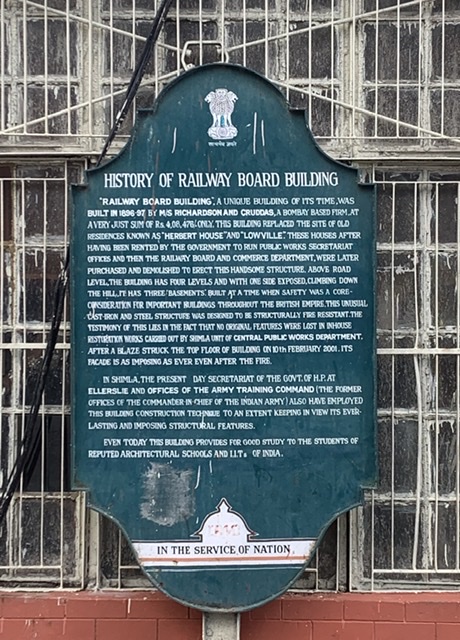 सत्यमेव जयते
HISTORY OF RAILWAY BOARD BUILDING
"RAILWAY BOARD BUILDING", A UNIQUE BUILDING OF ITS TIME, WAS
BUILT IN 1896-97 BY M/S RICHARDSON AND CRUDDAS, A BOMBAY BASED FIRM, AT
A VERY JUST SUM OF Rs. 4,08,476/- ONLY. THIS BUILDING REPLACED THE SITE OF OLD
RESIDENCES KNOWN AS "HERBERT HOUSE" AND "LOWVILLE". THESE HOUSES AFTER
HAVING BEEN RENTED BY THE GOVERNMENT TO RUN PUBLIC WORKS SECRETARIAT
OFFICES AND THEN THE RAILWAY BOARD AND COMMERCE DEPARTMENT, WERE LATER
PURCHASED AND DEMOLISHED TO ERECT THIS HANDSOME STRUCTURE. ABOVE ROAD
LEVEL, THE BUILDING HAS FOUR LEVELS AND WITH ONE SIDE EXPOSED, CLIMBING DOWN
THE HILL, IT HAS THREE 'BASEMENTS'. BUILT AT A TIME WHEN SAFETY WAS A CORE-
CONSIDERATION FOR IMPORTANT BUILDINGS THROUGHOUT THE BRITISH EMPIRE, THIS UNUSUAL
CAST-IRON AND STEEL STRUCTURE WAS DESIGNED TO BE STRUCTURALLY FIRE RESISTANT. THE
TESTIMONY OF THIS LIES IN THE FACT THAT NO ORIGINAL FEATURES WERE LOST IN INHOUSE
RESTORATION WORKS CARRIED OUT BY SHIMLA UNIT OF CENTRAL PUBLIC WORKS DEPARTMENT,
AFTER A BLAZE STRUCK THE TOP FLOOR OF BUILDING ON 10th FEBRUARY 2001. ITS
FACADE IS AS IMPOSING AS EVER EVEN AFTER THE FIRE.
IN SHIMLA, THE PRESENT DAY SECRETARIAT OF THE GOVT. OF H.P. AT
ELLERSLIE AND OFFICES OF THE ARMY TRAINING COMMAND (THE FORMER
OFFICES OF THE COMMANDER-IN-CHIEF OF THE INDIAN ARMY) ALSO HAVE EMPLOYED
THIS BUILDING CONSTRUCTION TECHNIQUE TO AN EXTENT KEEPING IN VIEW ITS EVER-
LASTING AND IMPOSING STRUCTURAL FEATURES.
EVEN TODAY THIS BUILDING PROVIDES FOR GOOD STUDY TO THE STUDENTS OF
REPUTED ARCHITECTURAL SCHOOLS AND I.I.Ts OF INDIA.
IN THE SERVICE OF NATION